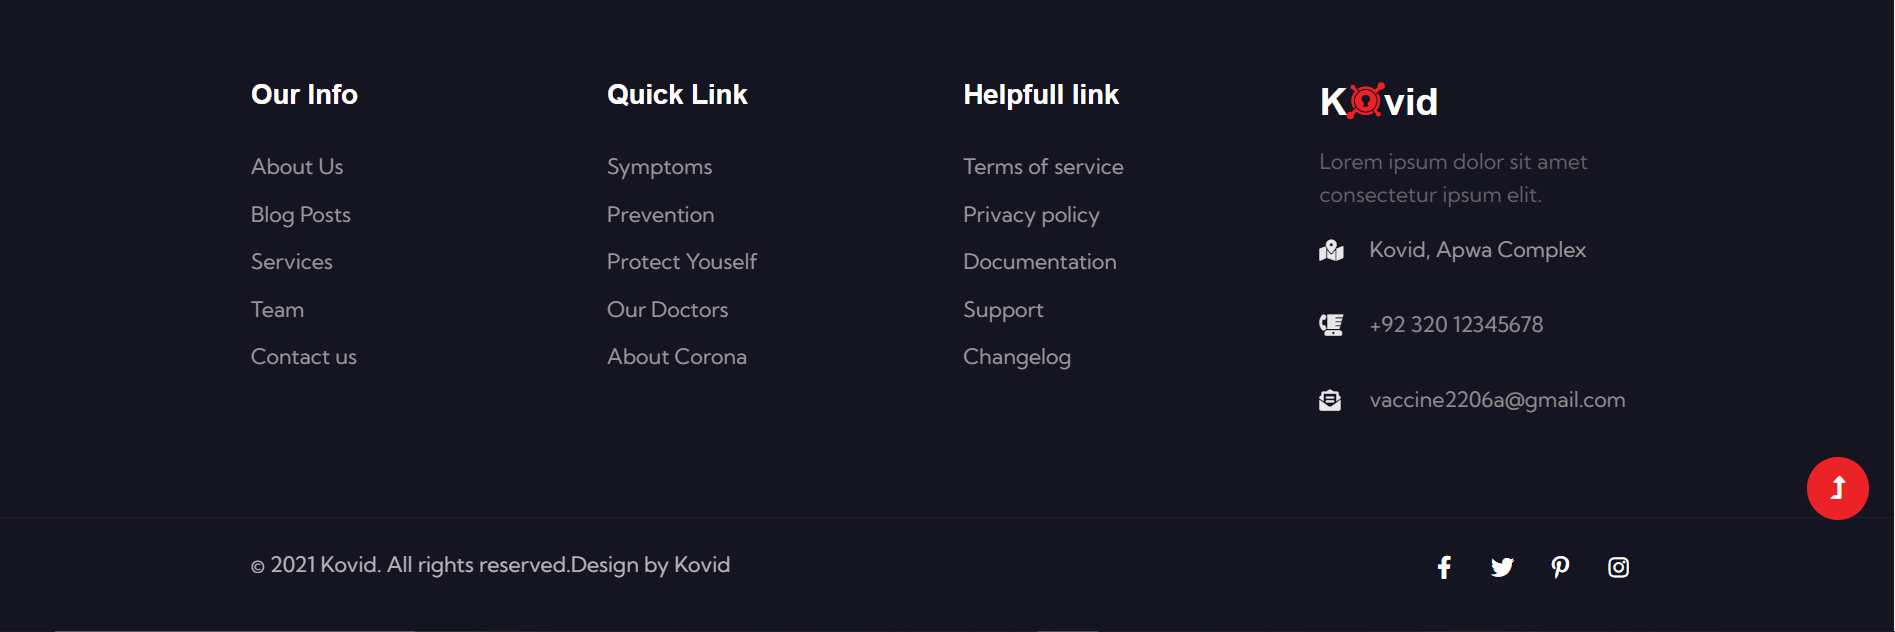 Our Info
About Us
Blog Posts
Services
Team
Contact us
Quick Link
Symptoms
Prevention
Protect Youself
Our Doctors
About Corona
Helpfull link
Terms of service
Privacy policy
Documentation
Support
Changelog
Kovid
Lorem ipsum dolor sit amet
consectetur ipsum elit.
Kovid, Apwa Complex
+92 320 12345678
vaccine2206a@gmail.com
© 2021 Kovid. All rights reserved.Design by Kovid